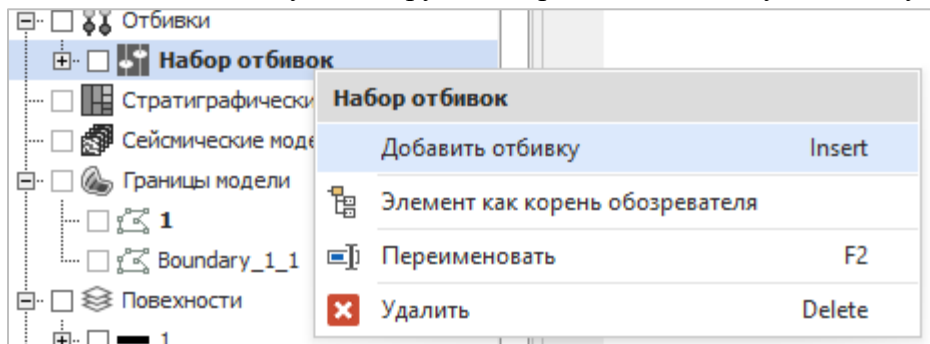 Отбивки
Набор отбивок
Стратиграфически
Сейсмические моде
Границы модели
1
Boundary_1_1
Повехности
1
Набор отбивок
Добавить отбивку Insert
Элемент как корень обозревателя
Переименовать F2
Удалить Delete